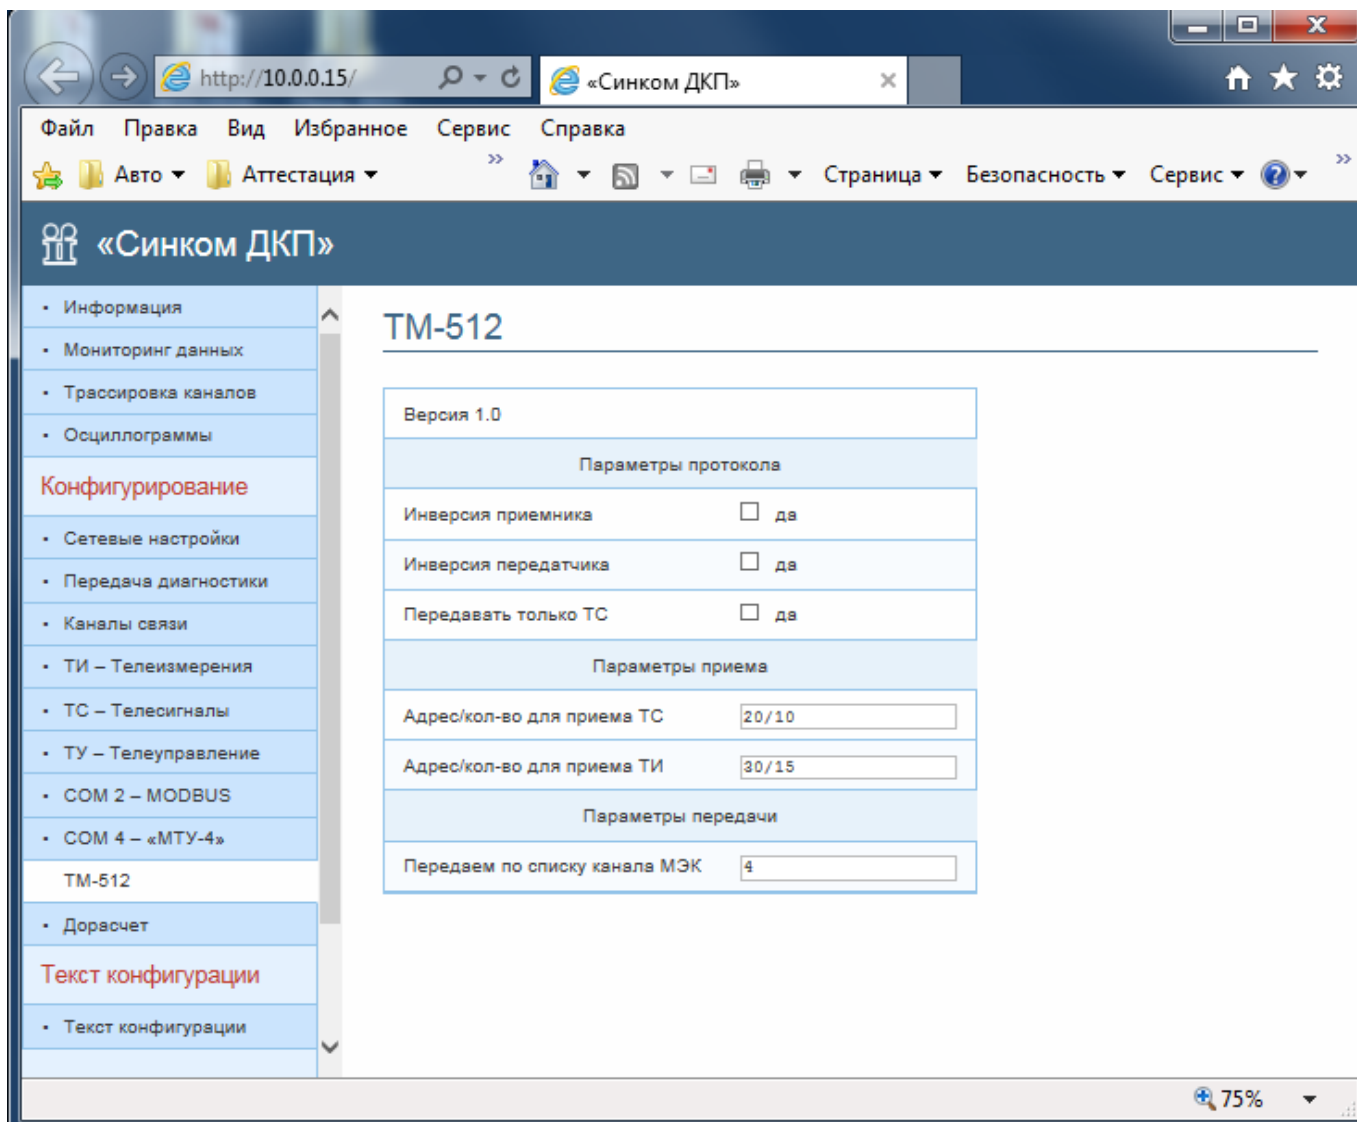 http://10.0.0.15/
«Синком ДКП»
Файл Правка Вид Избранное Сервис Справка
Авто Аттестация Страница Безопасность Сервис
«Синком ДКП»
Информация
Мониторинг данных
Трассировка каналов
Осциллограммы
Конфигурирование
Сетевые настройки
Передача диагностики
Каналы связи
ТИ – Телеизмерения
ТС – Телесигналы
ТУ – Телеуправление
COM 2 – MODBUS
COM 4 – «МТУ-4»
ТМ-512
Дорасчет
Текст конфигурации
Текст конфигурации
ТМ-512
Версия 1.0
Параметры протокола
Инверсия приемника да
Инверсия передатчика да
Передавать только ТС да
Параметры приема
Адрес/кол-во для приема ТС 20/10
Адрес/кол-во для приема ТИ 30/15
Параметры передачи
Передаем по списку канала МЭК 4
75%